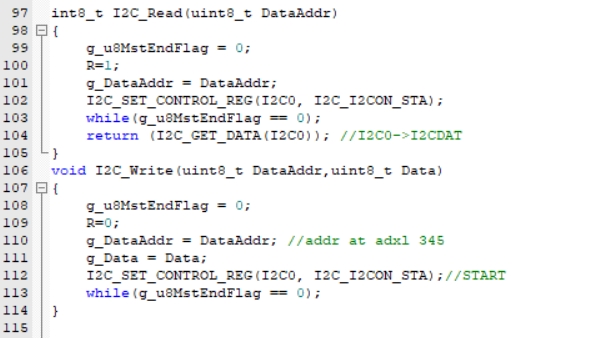 97 int8_t I2C_Read(uint8_t DataAddr)
98 {
99 g_u8MstEndFlag = 0;
100 R=1;
101 g_DataAddr = DataAddr;
102 I2C_SET_CONTROL_REG(I2C0, I2C_I2CON_STA);
103 while(g_u8MstEndFlag == 0);
104 return (I2C_GET_DATA(I2C0)); //I2C0->I2CDAT
105 }
106 void I2C_Write(uint8_t DataAddr,uint8_t Data)
107 {
108 g_u8MstEndFlag = 0;
109 R=0;
110 g_DataAddr = DataAddr; //addr at adxl 345
111 g_Data = Data;
112 I2C_SET_CONTROL_REG(I2C0, I2C_I2CON_STA);//START
113 while(g_u8MstEndFlag == 0);
114 }
115